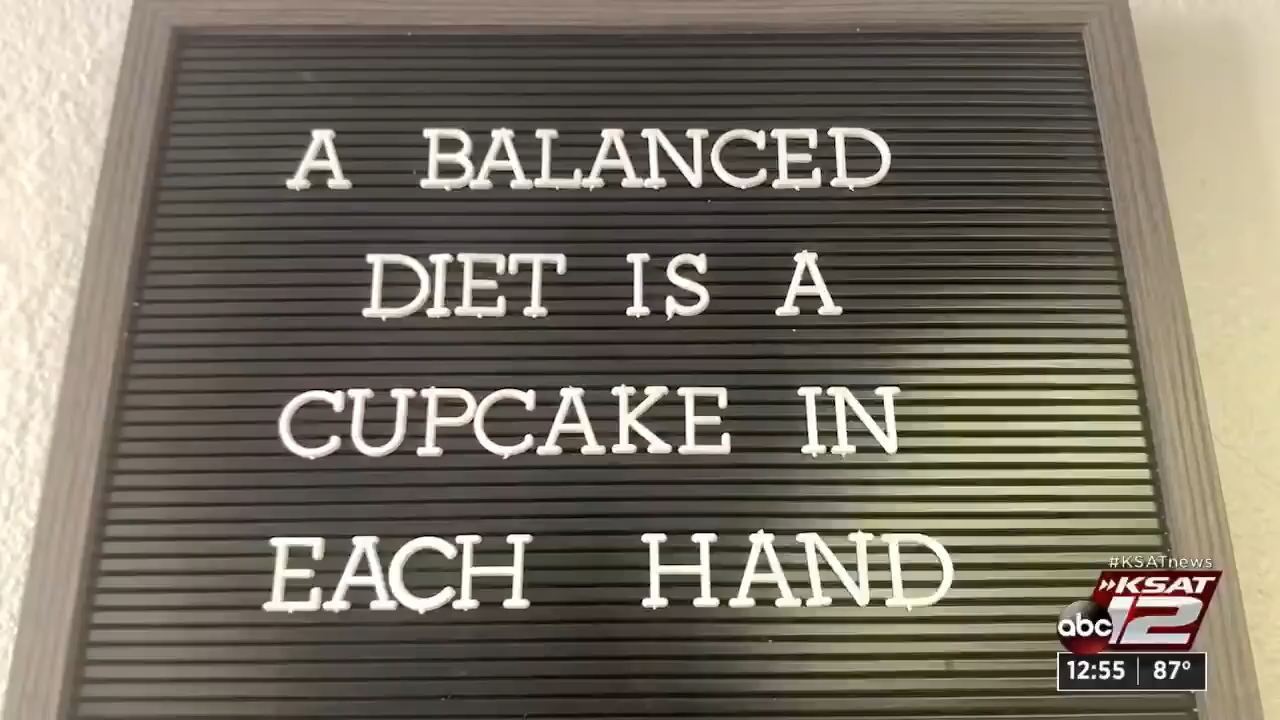 A BALANCED
DIET IS A
CUPCAKE IN
EACH HAND
#KSATnews
KSAT
abc 12
12:55 87°